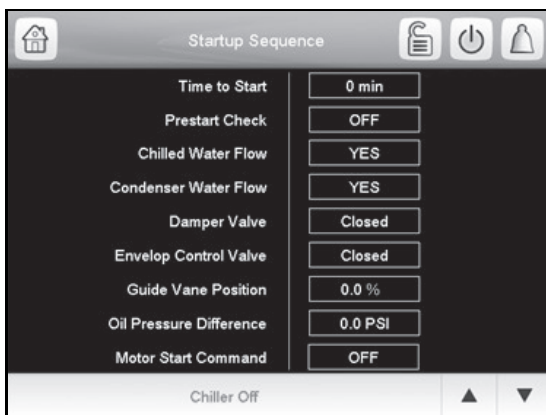 Startup Sequence
Time to Start 0 min
Prestart Check OFF
Chilled Water Flow YES
Condenser Water Flow YES
Damper Valve Closed
Envelop Control Valve Closed
Guide Vane Position 0.0 %
Oil Pressure Difference 0.0 PSI
Motor Start Command OFF
Chiller Off